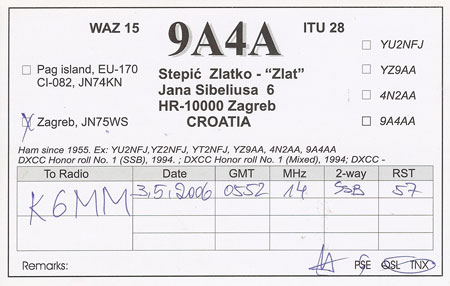 WAZ 15 9A4A ITU 28
YU2NFJ
Pag island, EU-170
CI-082, JN74KN
Stepić Zlatko - “Zlat”
Jana Sibeliusa 6
HR-10000 Zagreb
CROATIA
YZ9AA
4N2AA
Zagreb, JN75WS
9A4AA
Ham since 1955. Ex: YU2NFJ,YZ2NFJ, YT2NFJ, YZ9AA, 4N2AA, 9A4AA
DXCC Honor roll No. 1 (SSB), 1994. ; DXCC Honor roll No. 1 (Mixed), 1994; DXCC -
To Radio Date GMT MHz 2-way RST
K6MM 3,5,2006 0552 14 SSB 57
Remarks: PSE QSL TNX